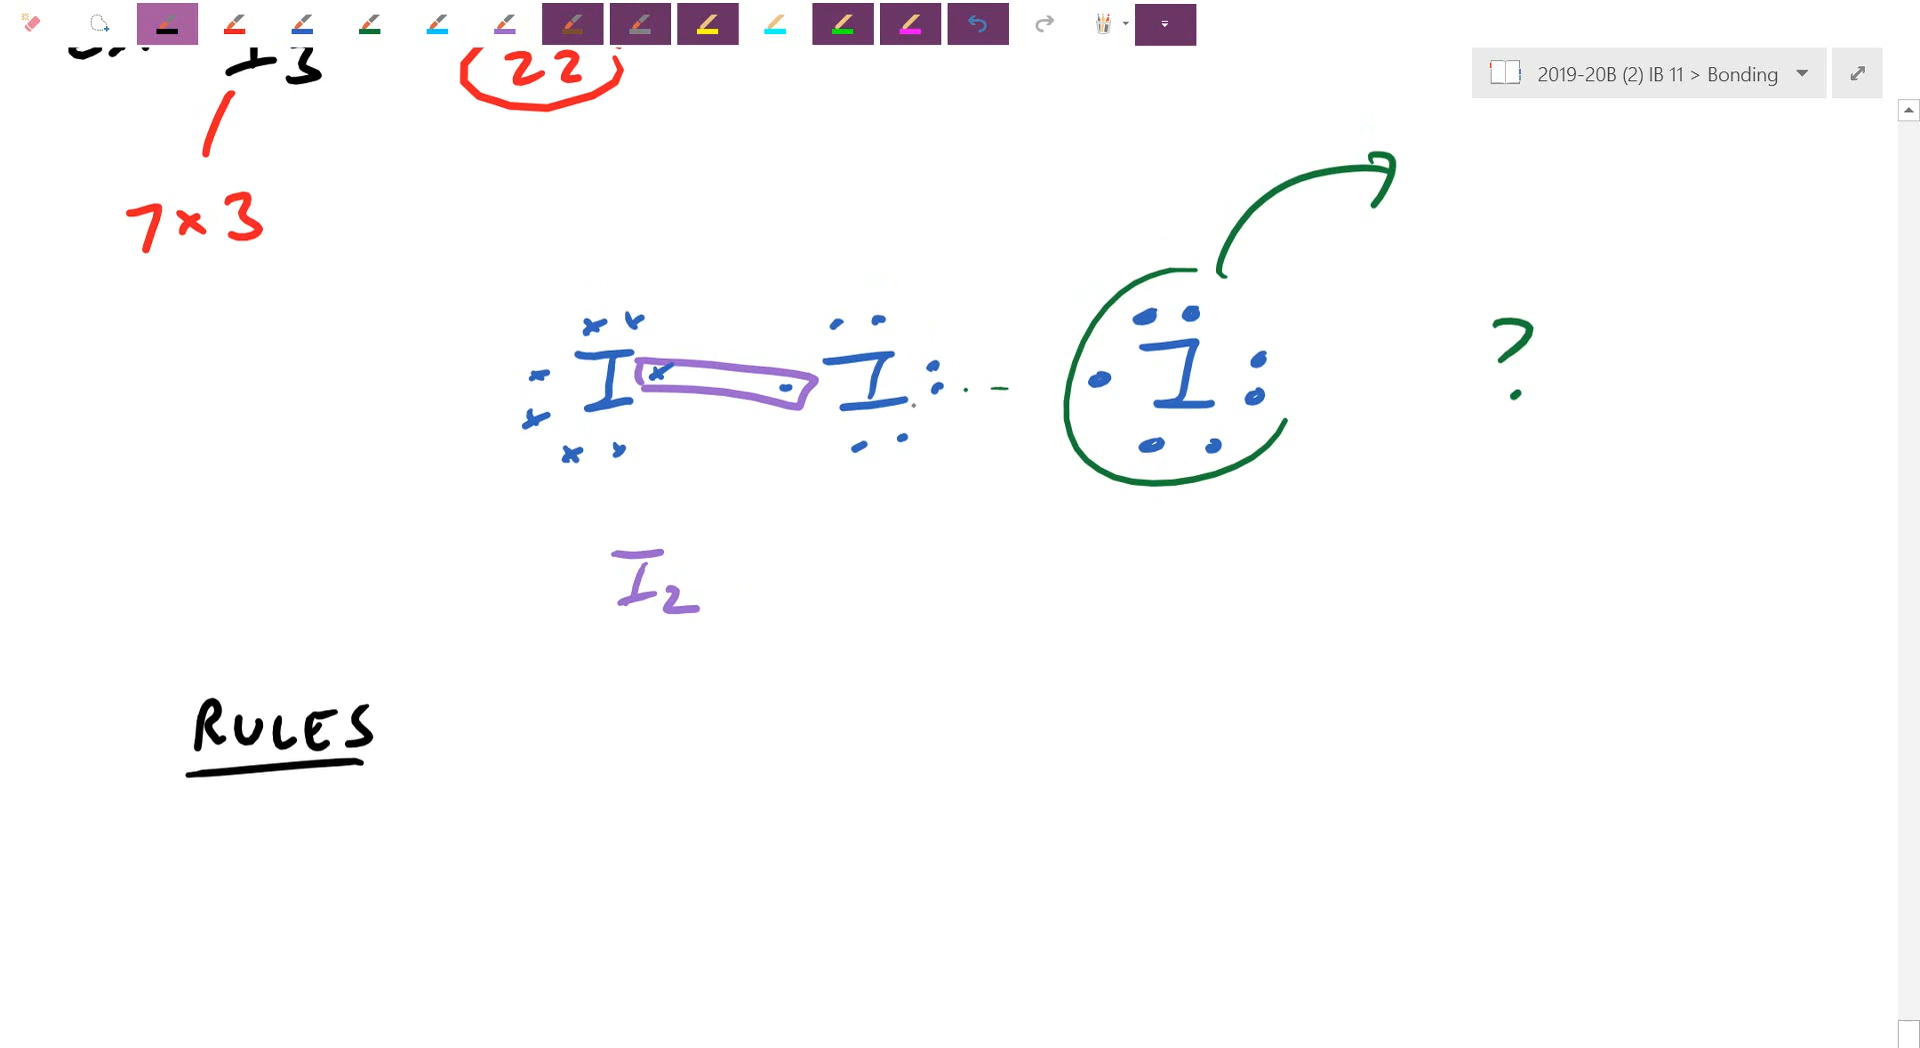 I3 22
2019-20B (2) IB 11 > Bonding
7 × 3
I I : I : ?
I2
RULES